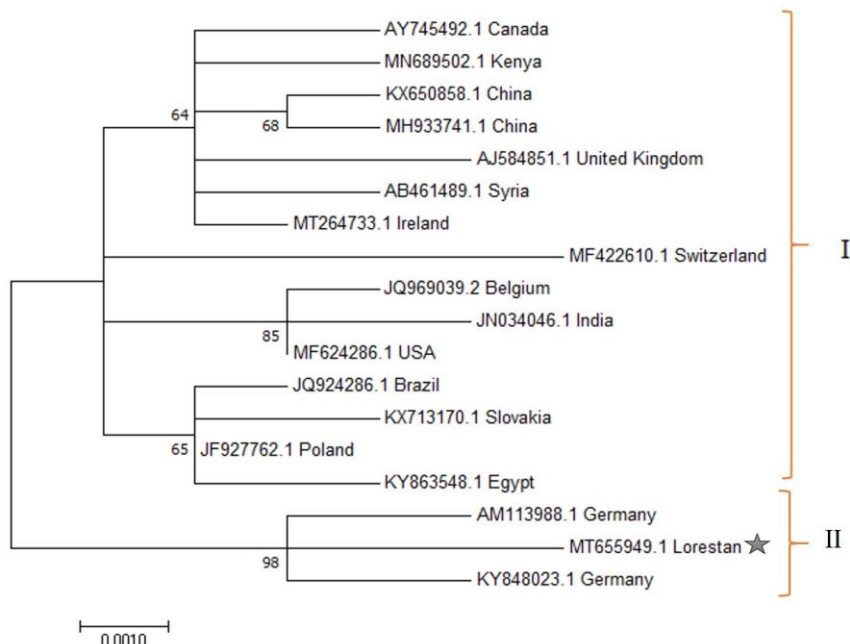 AY745492.1 Canada
MN689502.1 Kenya
KX650858.1 China
64
68
MH933741.1 China
AJ584851.1 United Kingdom
AB461489.1 Syria
MT264733.1 Ireland
MF422610.1 Switzerland
I
JQ969039.2 Belgium
JN034046.1 India
85
MF624286.1 USA
JQ924286.1 Brazil
KX713170.1 Slovakia
65
JF927762.1 Poland
KY863548.1 Egypt
AM113988.1 Germany
MT655949.1 Lorestan
II
98
KY848023.1 Germany
0.0010